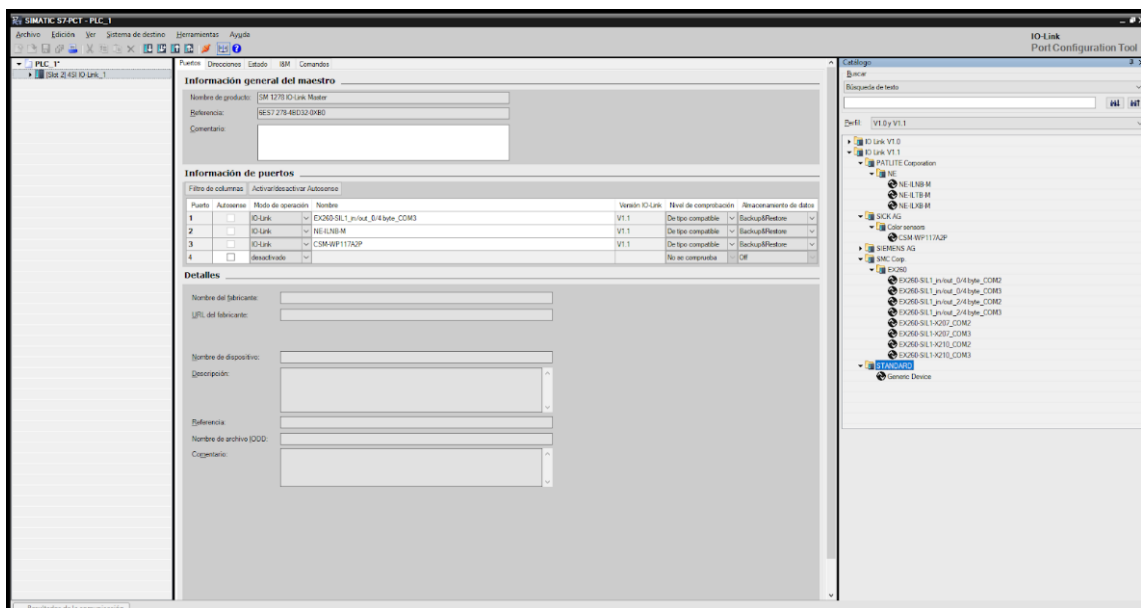 SIMATIC S7-PCT - PLC_1
Archivo Edición Ver Sistema de destino Herramientas Ayuda
IO-Link
Port Configuration Tool
PLC_1*
[Slot 2] 4SI IO Link_1
Puertos Direcciones Estado I&M Comandos
Información general del maestro
Nombre de producto: SM 1278 IO-Link Master
Referencia: 6ES7 278-4BD32-0XB0
Comentario:
Información de puertos
Filtro de columnas Activar/desactivar Autosense
Puerto Autosense Modo de operación Nombre Versión IO-Link Nivel de comprobación Almacenamiento de datos
1 IO-Link EX260-SIL1_in/out_0/4 byte_COM3 V1.1 De tipo compatible Backup&Restore
2 IO-Link NE-ILNB-M V1.1 De tipo compatible Backup&Restore
3 IO-Link CSM-WP117A2P V1.1 De tipo compatible Backup&Restore
4 desactivado No se comprueba Off
Detalles
Nombre del fabricante:
URL del fabricante:
Nombre de dispositivo:
Descripción:
Referencia:
Nombre de archivo IODD:
Comentario:
Catálogo
Buscar
Búsqueda de texto
Perfil: V1.0 y V1.1
IO Link V1.0
IO Link V1.1
PATLITE Corporation
NE
NE-ILNB-M
NE-ILTB-M
NE-ILXB-M
SICK AG
Color sensors
CSM-WP117A2P
SIEMENS AG
SMC Corp.
EX260
EX260-SIL1_in/out_0/4 byte_COM2
EX260-SIL1_in/out_0/4 byte_COM3
EX260-SIL1_in/out_2/4 byte_COM2
EX260-SIL1_in/out_2/4 byte_COM3
EX260-SIL1-X207_COM2
EX260-SIL1-X207_COM3
EX260-SIL1-X210_COM2
EX260-SIL1-X210_COM3
STANDARD
Generic Device
Resultados de la comunicación